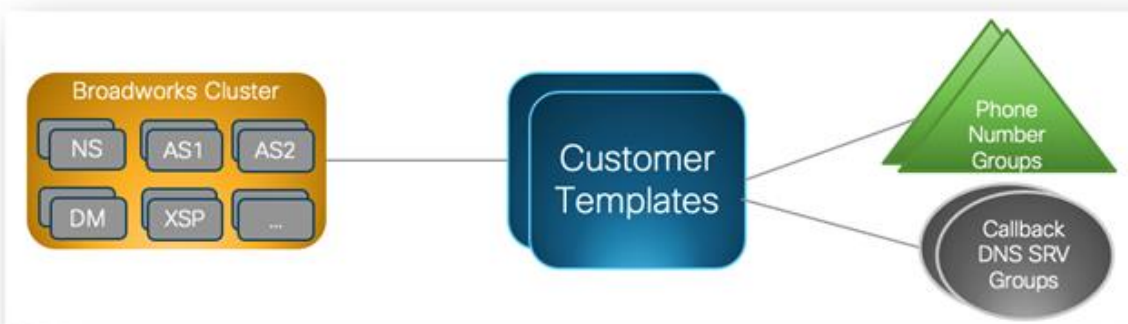 Broadworks Cluster
NS
AS1
AS2
DM
XSP
...
Customer
Templates
Phone
Number
Groups
Callback
DNS SRV
Groups